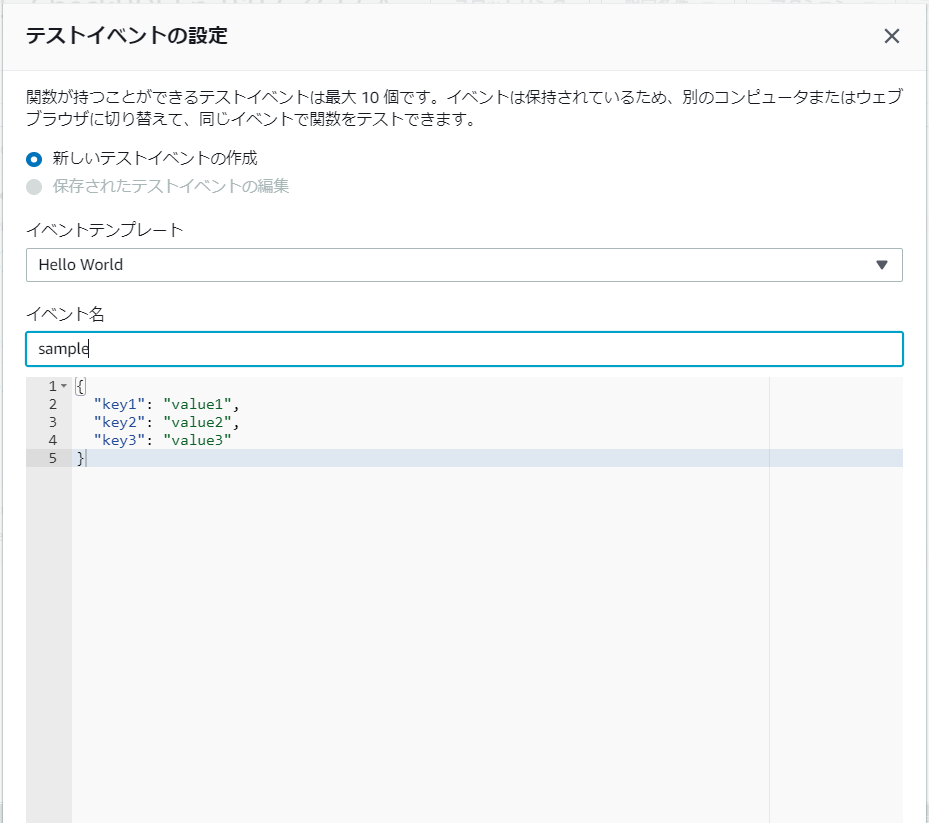 テストイベントの設定
関数が持つことができるテストイベントは最大 10 個です。イベントは保持されているため、別のコンピュータまたはウェブ
ブラウザに切り替えて、同じイベントで関数をテストできます。
新しいテストイベントの作成
保存されたテストイベントの編集
イベントテンプレート
Hello World
イベント名
sample
1 {
2 "key1": "value1",
3 "key2": "value2",
4 "key3": "value3"
5 }